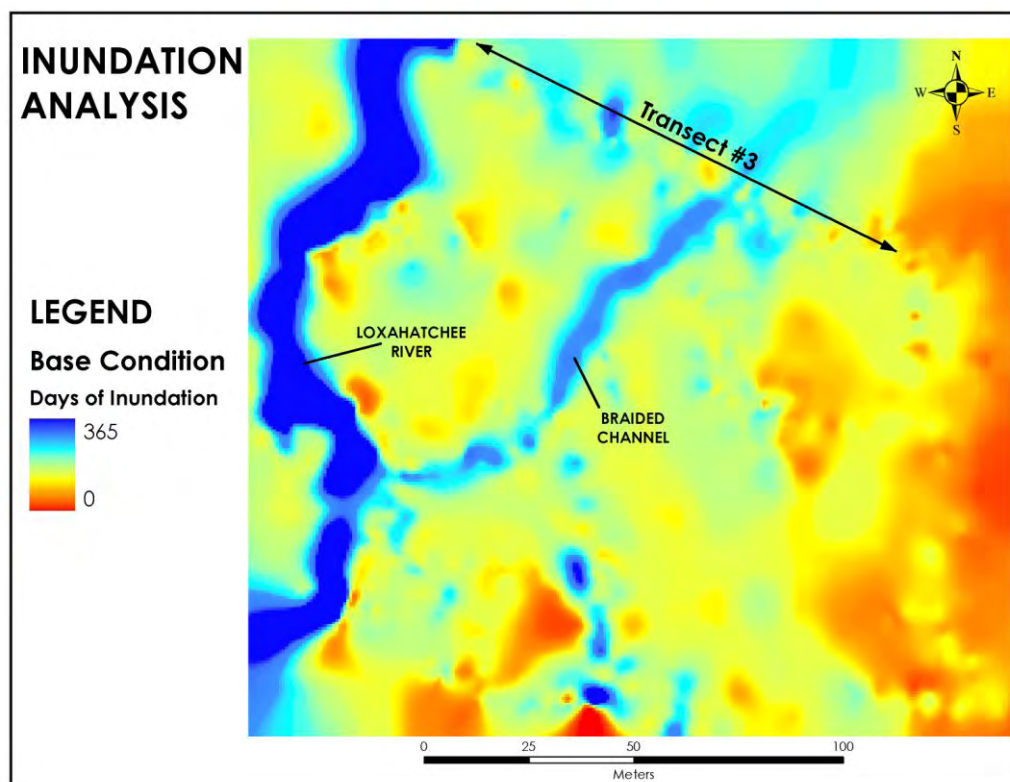 INUNDATION
ANALYSIS
N
W
E
S
Transect #3
LEGEND
Base Condition
Days of Inundation
365
0
LOXAHATCHEE
RIVER
BRAIDED
CHANNEL
0
25
50
100
Meters